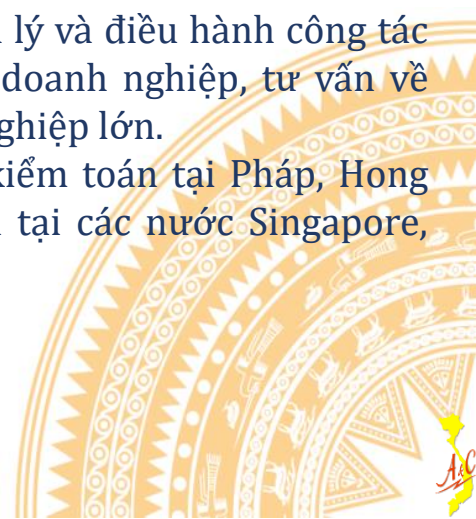 lý và điều hành công tác
doanh nghiệp, tư vấn về
nghiệp lớn.
kiểm toán tại Pháp, Hong
tại các nước Singapore,
A&C